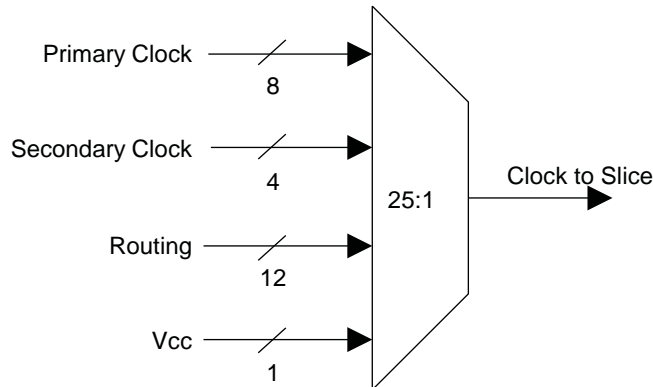 Primary Clock
8
Secondary Clock
4
25:1
Clock to Slice
Routing
12
Vcc
1